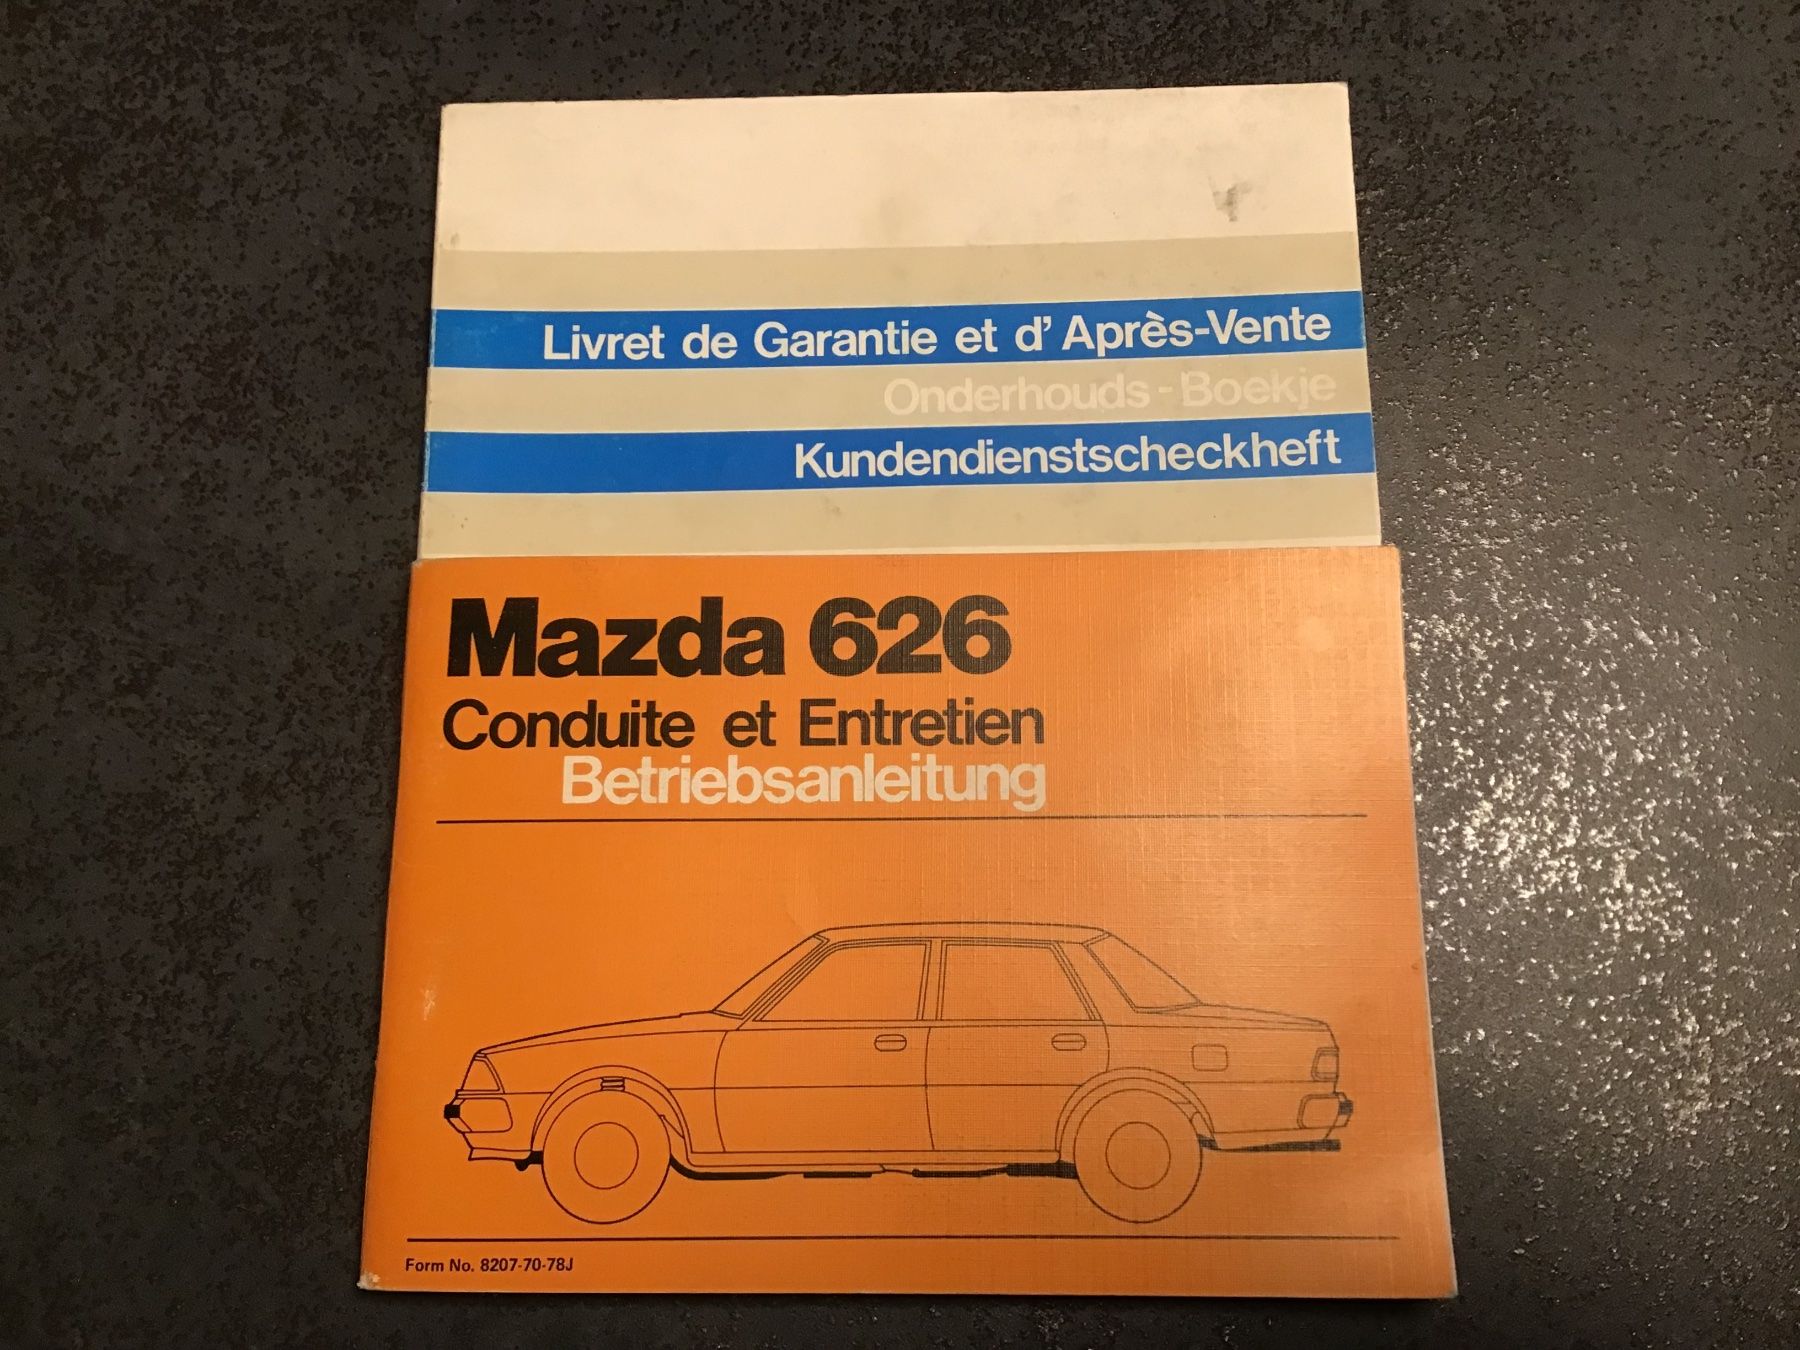 Livret de Garantie et d' Après-Vente
Onderhouds-Boekje
Kundendienstscheckheft
Mazda 626
Conduite et Entretien
Betriebsanleitung
Form No. 8207-70-78J